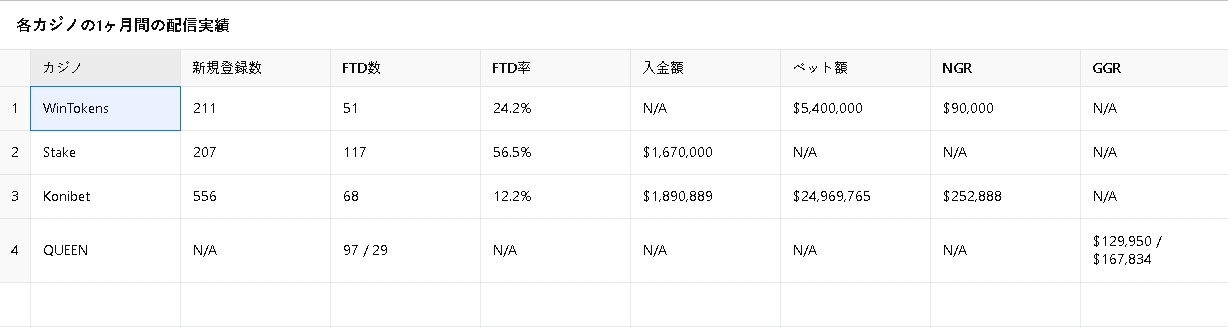 各カジノの1ヶ月間の配信実績
カジノ 新規登録数 FTD数 FTD率 入金額 ベット額 NGR GGR
1 WinTokens 211 51 24.2% N/A $5,400,000 $90,000 N/A
2 Stake 207 117 56.5% $1,670,000 N/A N/A N/A
3 Konibet 556 68 12.2% $1,890,889 $24,969,765 $252,888 N/A
4 QUEEN N/A 97 / 29 N/A N/A N/A N/A $129,950 /
$167,834